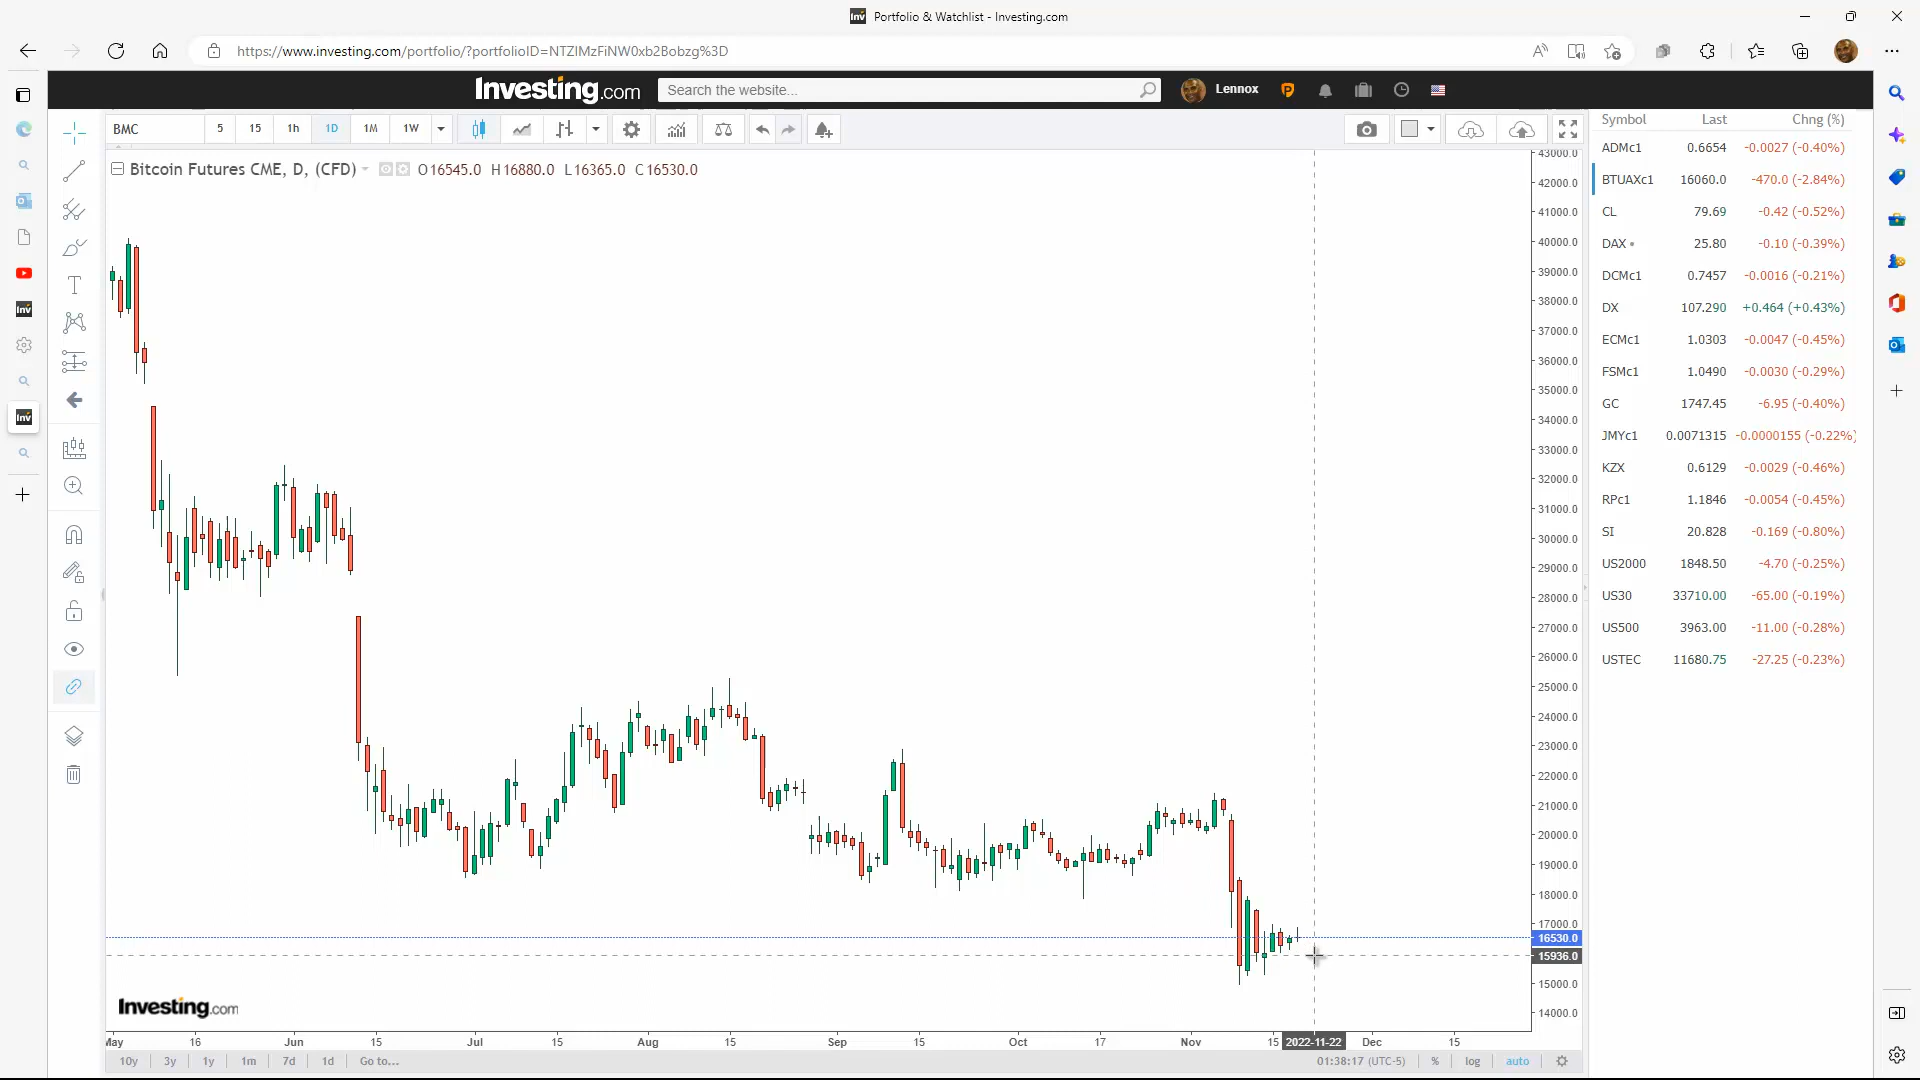 Portfolio & Watchlist - Investing.com
https://www.investing.com/portfolio/?portfolioID=NTZlMzFiNW0xb2Bobzg%3D
Investing.com Search the website... Lennox
BMC 5 15 1h 1D 1M 1W
Bitcoin Futures CME, D, (CFD) O16545.0 H16880.0 L16365.0 C16530.0
43000.0
42000.0
41000.0
40000.0
39000.0
38000.0
37000.0
36000.0
35000.0
34000.0
33000.0
32000.0
31000.0
30000.0
29000.0
28000.0
27000.0
26000.0
25000.0
24000.0
23000.0
22000.0
21000.0
20000.0
19000.0
18000.0
17000.0
16530.0
15936.0
15000.0
14000.0
Investing.com
May 16 Jun 15 Jul 15 Aug 15 Sep 15 Oct 17 Nov 15 2022-11-22 Dec 15
10y 3y 1y 1m 7d 1d Go to... 01:38:17 (UTC-5) % log auto
Symbol Last Chng (%)
ADMc1 0.6654 -0.0027 (-0.40%)
BTUAXc1 16060.0 -470.0 (-2.84%)
CL 79.69 -0.42 (-0.52%)
DAX 25.80 -0.10 (-0.39%)
DCMc1 0.7457 -0.0016 (-0.21%)
DX 107.290 +0.464 (+0.43%)
ECMc1 1.0303 -0.0047 (-0.45%)
FSMc1 1.0490 -0.0030 (-0.29%)
GC 1747.45 -6.95 (-0.40%)
JMYc1 0.0071315 -0.0000155 (-0.22%)
KZX 0.6129 -0.0029 (-0.46%)
RPc1 1.1846 -0.0054 (-0.45%)
SI 20.828 -0.169 (-0.80%)
US2000 1848.50 -4.70 (-0.25%)
US30 33710.00 -65.00 (-0.19%)
US500 3963.00 -11.00 (-0.28%)
USTEC 11680.75 -27.25 (-0.23%)